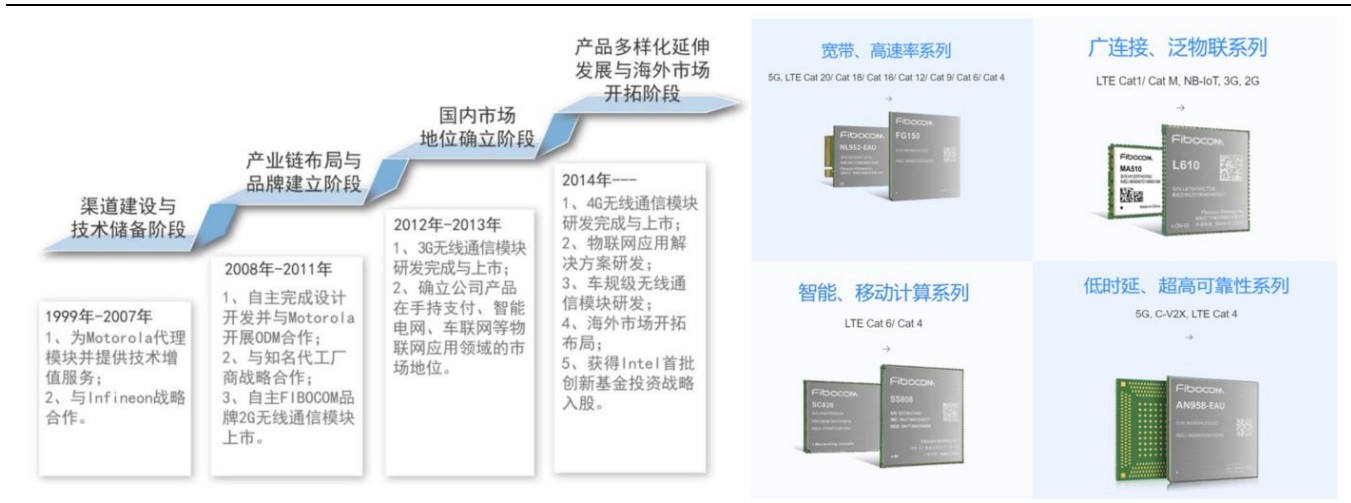 渠道建设与
技术储备阶段
1999年-2007年
1、为Motorola代理
模块并提供技术增
值服务；
2、与Infineon战略
合作。
产业链布局与
品牌建立阶段
2008年-2011年
1、自主完成设计
开发并与Motorola
开展ODM合作；
2、与知名代工厂
商战略合作；
3、自主FIBOCOM品
牌2G无线通信模块
上市。
国内市场
地位确立阶段
2012年-2013年
1、3G无线通信模块
研发完成与上市；
2、确立公司产品
在手持支付、智能
电网、车联网等物
联网应用领域的市
场地位。
产品多样化延伸
发展与海外市场
开拓阶段
2014年---
1、4G无线通信模块
研发完成与上市；
2、物联网应用解
决方案研发；
3、车规级无线通
信模块研发；
4、海外市场开拓
布局；
5、获得Intel首批
创新基金投资战略
入股。
宽带、高速率系列
5G, LTE Cat 20/ Cat 18/ Cat 16/ Cat 12/ Cat 9/ Cat 6/ Cat 4
Fibocom
NL952-EAU
Fibocom
FG150
广连接、泛物联系列
LTE Cat1/ Cat M, NB-IoT, 3G, 2G
Fibocom
MA510
Fibocom
L610
智能、移动计算系列
LTE Cat 6/ Cat 4
Fibocom
SC826
Fibocom
S5808
低时延、超高可靠性系列
5G, C-V2X, LTE Cat 4
Fibocom
AN958-EAU